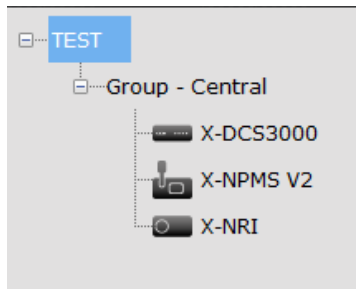 TEST
Group - Central
X-DCS3000
X-NPMS V2
X-NRI